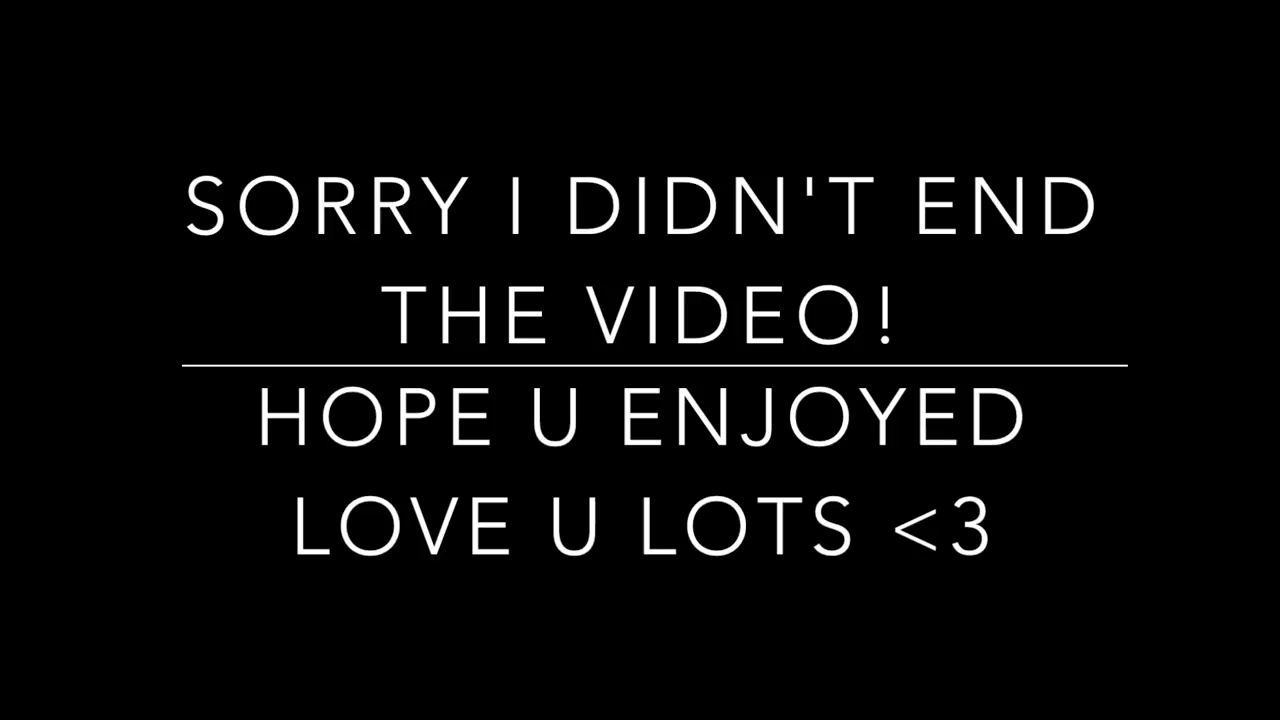 SORRY I DIDN'T END
THE VIDEO!
HOPE U ENJOYED
LOVE U LOTS <3